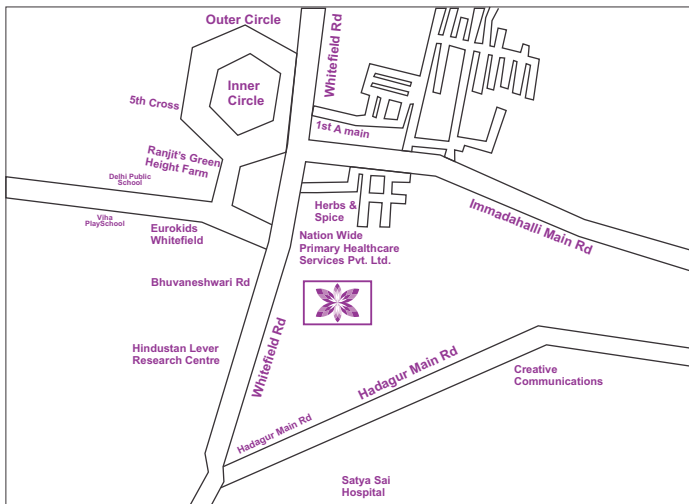 Outer Circle
Whitefield Rd
Inner
Circle
5th Cross
1st A main
Ranjit's Green
Height Farm
Delhi Public
School
Herbs &
Spice
Immadahalli Main Rd
Viha
PlaySchool
Eurokids
Whitefield
Nation Wide
Primary Healthcare
Services Pvt. Ltd.
Bhuvaneshwari Rd
Whitefield Rd
Hindustan Lever
Research Centre
Hadagur Main Rd
Creative
Communications
Hadagur Main Rd
Satya Sai
Hospital